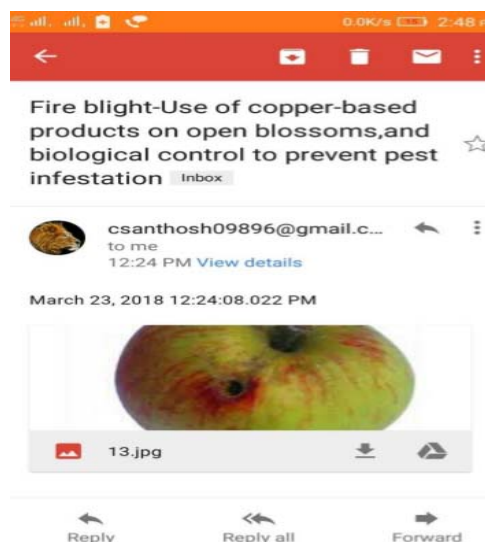 0.0K/s 2:48
Fire blight-Use of copper-based
products on open blossoms,and
biological control to prevent pest
infestation Inbox
csanthosh09896@gmail.c...
to me
12:24 PM View details
March 23, 2018 12:24:08.022 PM
13.jpg
Reply Reply all Forward